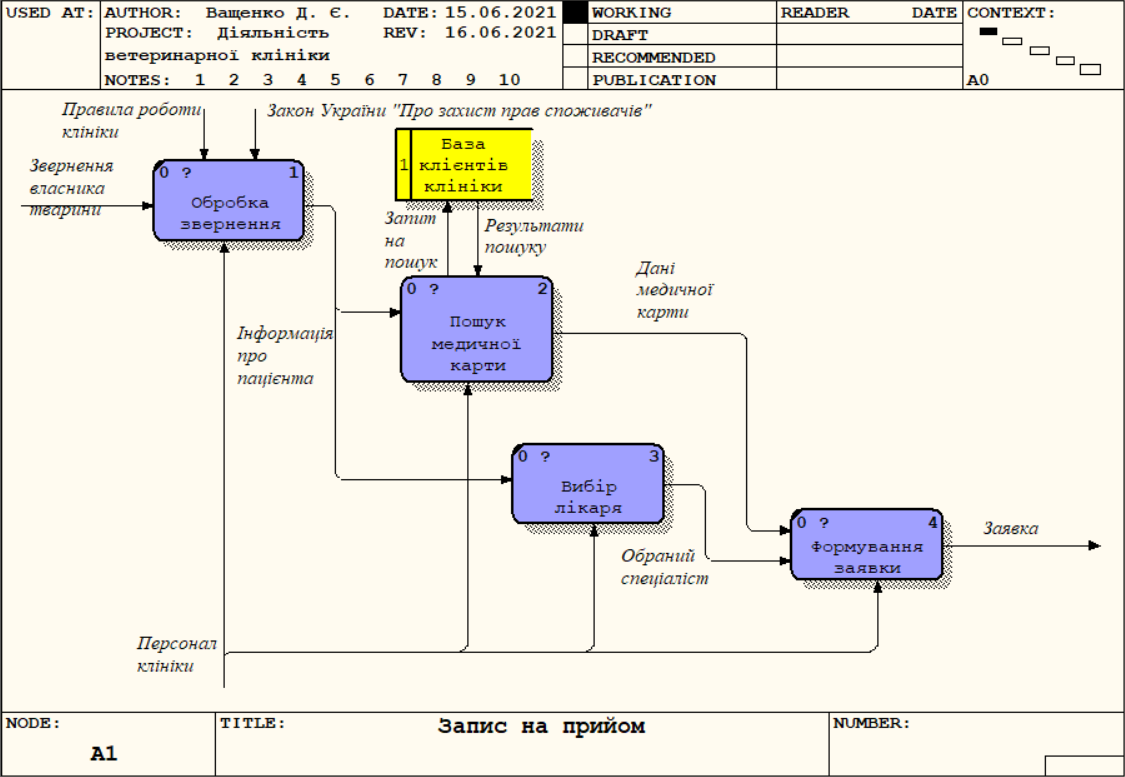 USED AT:
AUTHOR: Ващенко Д. Є.
DATE: 15.06.2021
PROJECT: Діяльність
REV: 16.06.2021
ветеринарної клініки
NOTES: 1 2 3 4 5 6 7 8 9 10
WORKING
DRAFT
RECOMMENDED
PUBLICATION
READER
DATE
CONTEXT:
A0
Правила роботи
клініки
Закон України "Про захист прав споживачів"
Звернення
власника
тварини
0 ? 1
Обробка
звернення
1
База
клієнтів
клініки
Запит
на
пошук
Результати
пошуку
0 ? 2
Пошук
медичної
карти
Дані
медичної
карти
Інформація
про
пацієнта
0 ? 3
Вибір
лікаря
Обраний
спеціаліст
0 ? 4
Формування
заявки
Заявка
Персонал
клініки
NODE:
A1
TITLE:
Запис на прийом
NUMBER: